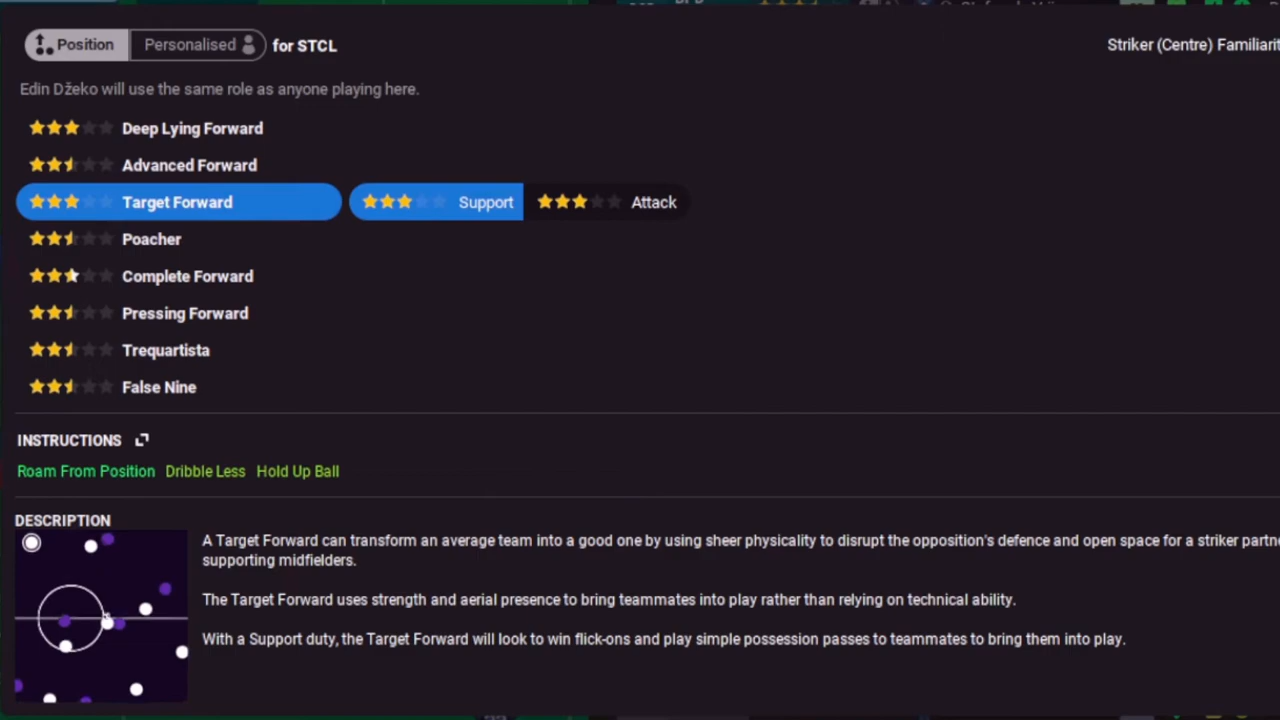 Position Personalised for STCL Striker (Centre)
Edin Džeko will use the same role as anyone playing here.
Deep Lying Forward
Advanced Forward
Target Forward Support Attack
Poacher
Complete Forward
Pressing Forward
Trequartista
False Nine
INSTRUCTIONS
Roam From Position Dribble Less Hold Up Ball
DESCRIPTION
A Target Forward can transform an average team into a good one by using sheer physicality to disrupt the opposition's defence and open space for a striker
supporting midfielders.
The Target Forward uses strength and aerial presence to bring teammates into play rather than relying on technical ability.
With a Support duty, the Target Forward will look to win flick-ons and play simple possession passes to teammates to bring them into play.